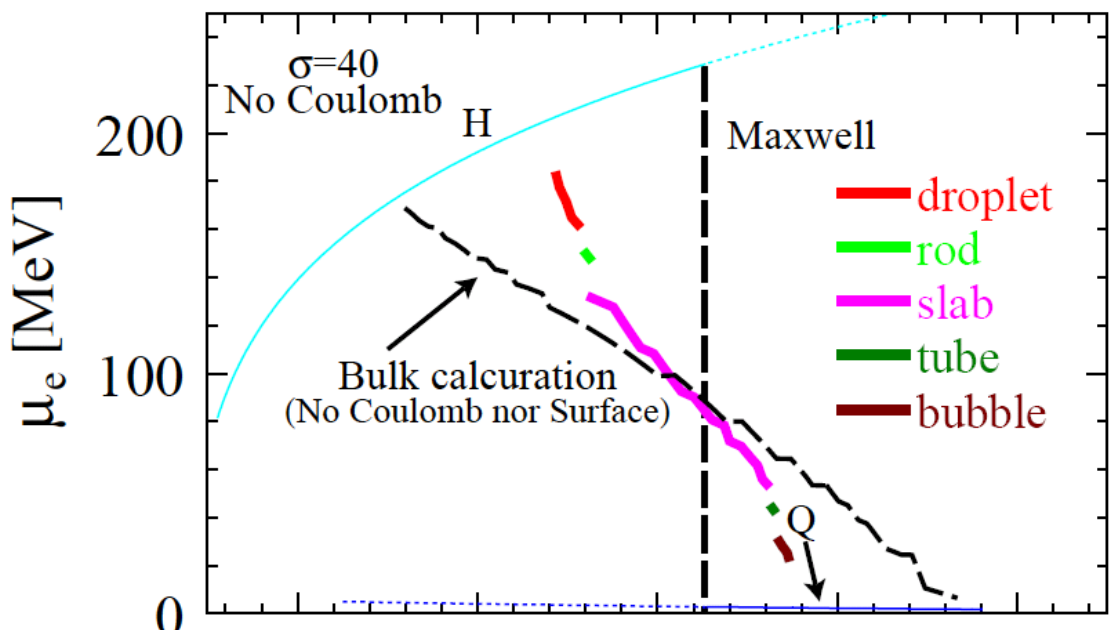 σ=40
No Coulomb
H
Maxwell
200
100
0
μe [MeV]
droplet
rod
slab
tube
bubble
Bulk calcuration
(No Coulomb nor Surface)
Q